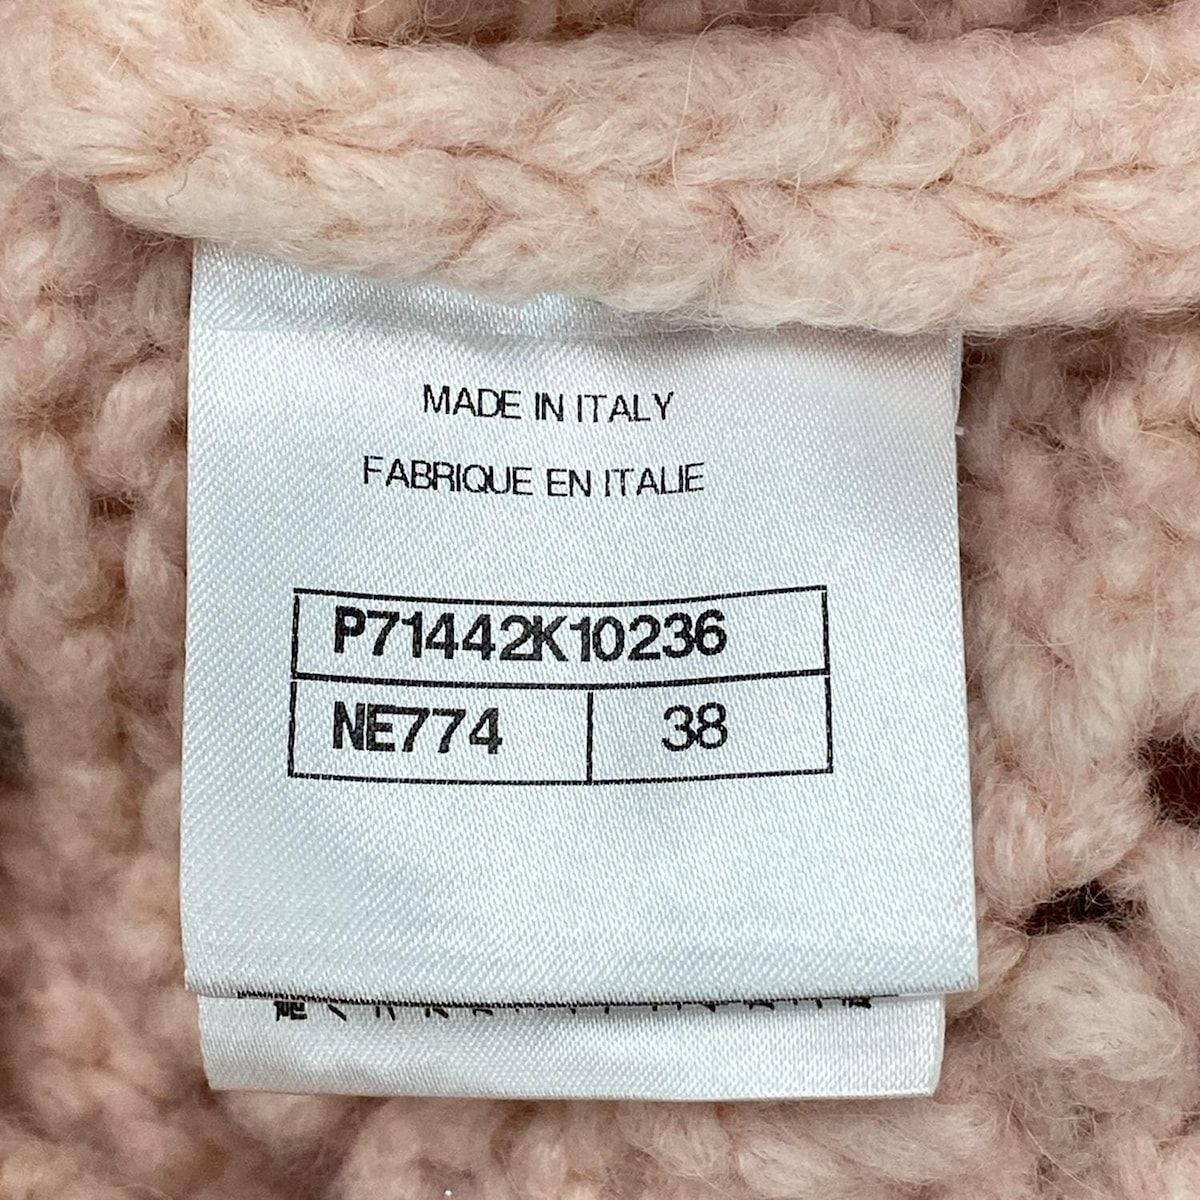 MADE IN ITALY
FABRIQUE EN ITALIE
P71442K10236
NE774 38